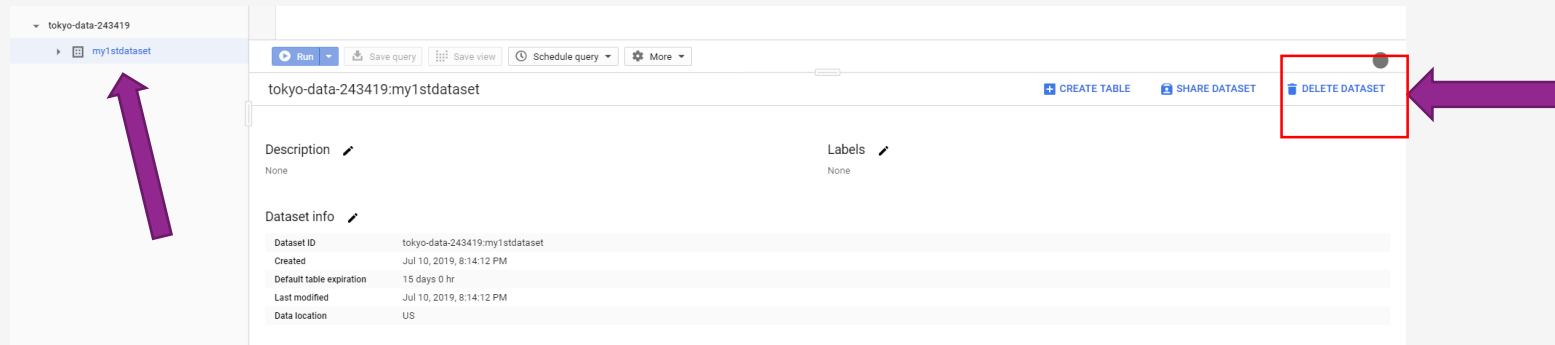 tokyo-data-243419
my1stdataset
Run Save query Save view Schedule query More
tokyo-data-243419:my1stdataset CREATE TABLE SHARE DATASET DELETE DATASET
Description Labels
None None
Dataset info
Dataset ID tokyo-data-243419:my1stdataset
Created Jul 10, 2019, 8:14:12 PM
Default table expiration 15 days 0 hr
Last modified Jul 10, 2019, 8:14:12 PM
Data location US